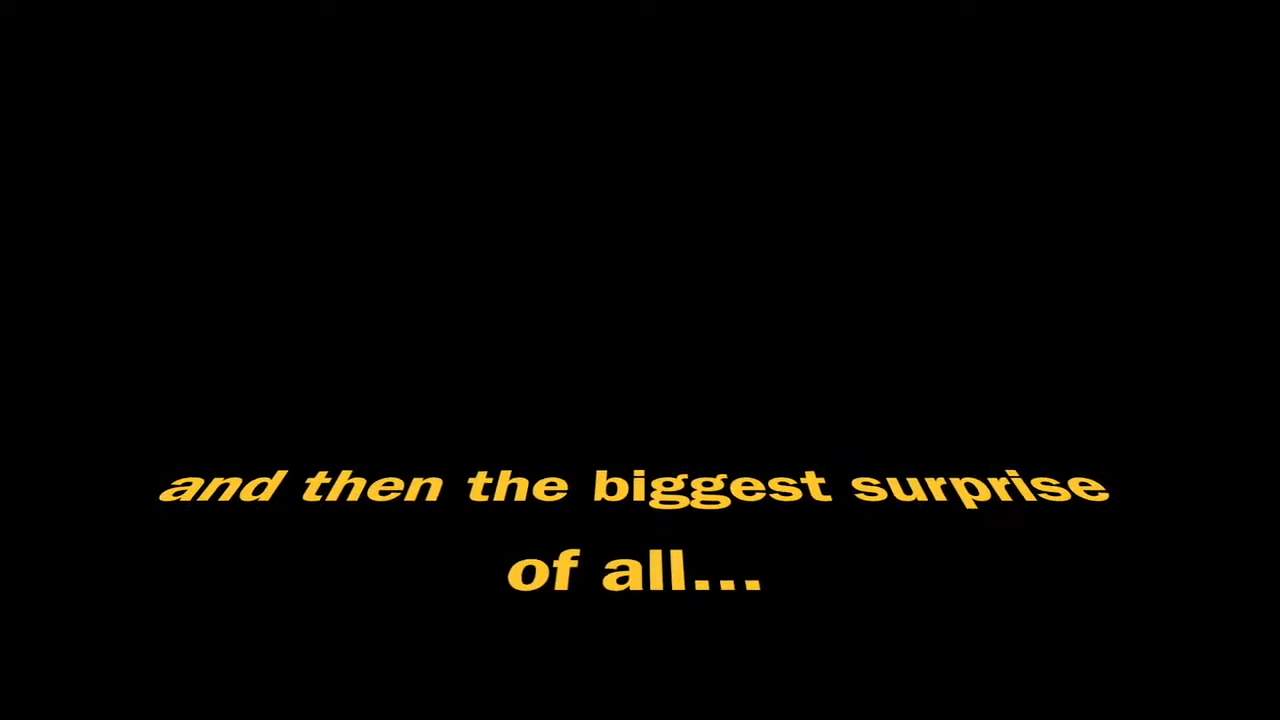 and then the biggest surprise
of all...